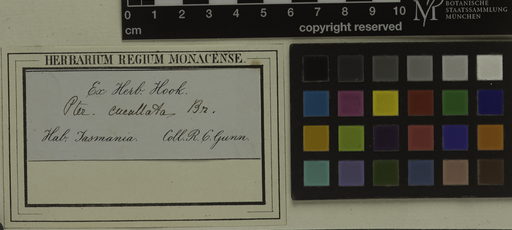 0 1 2 3 4 5 6 7 8 9 10
cm
copyright reserved
BOTANISCHE
STAATSSAMMLUNG
MÜNCHEN
HERBARIUM REGIUM MONACENSE.
Ex Herb. Hook.
Pter. cucullata Br.
Hab. Tasmania. Coll. R. C. Gunn.